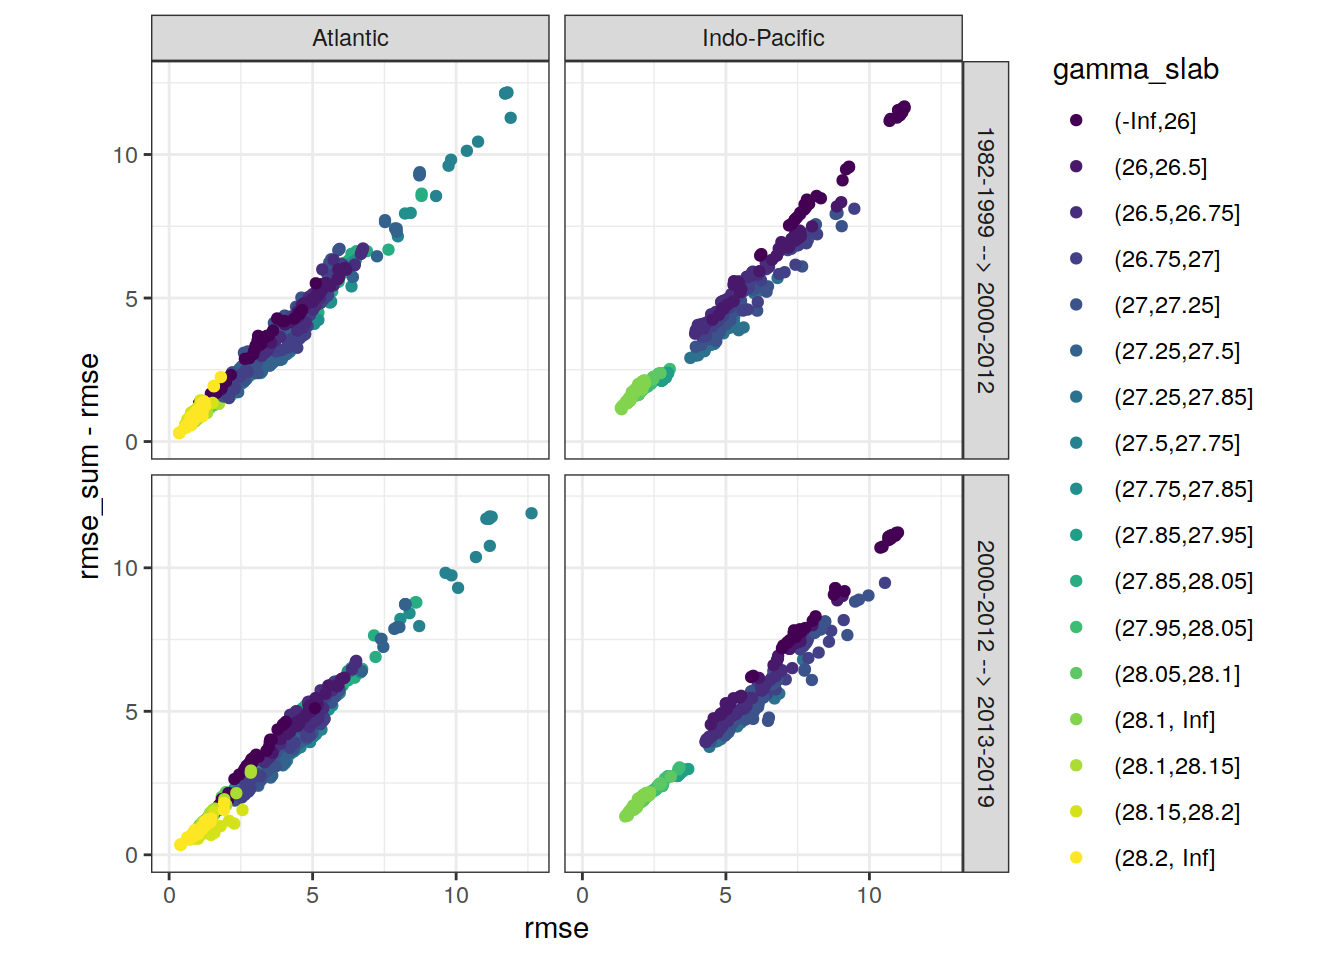 Atlantic
Indo-Pacific
1982-1999 --> 2000-2012
2000-2012 --> 2013-2019
rmse_sum - rmse
10
5
0
10
5
0
0
5
10
0
5
10
rmse
gamma_slab
(-Inf,26]
(26,26.5]
(26.5,26.75]
(26.75,27]
(27,27.25]
(27.25,27.5]
(27.25,27.85]
(27.5,27.75]
(27.75,27.85]
(27.85,27.95]
(27.85,28.05]
(27.95,28.05]
(28.05,28.1]
(28.1, Inf]
(28.1,28.15]
(28.15,28.2]
(28.2, Inf]